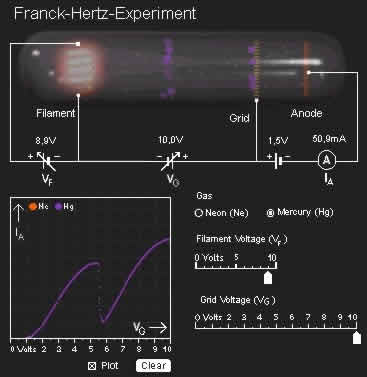 Franck-Hertz-Experiment
Filament
Grid
Anode
8,9V
10,0V
1,5V
50,9mA
+ −
− +
+ −
A
VF
VG
IA
Ne Hg
IA
VG
0 Volts 2 3 4 5 6 7 8 9 10
Plot
Clear
Gas
Neon (Ne)
Mercury (Hg)
Filament Voltage (VF)
0 Volts 5 10
Grid Voltage (VG)
0 Volts 2 3 4 5 6 7 8 9 10